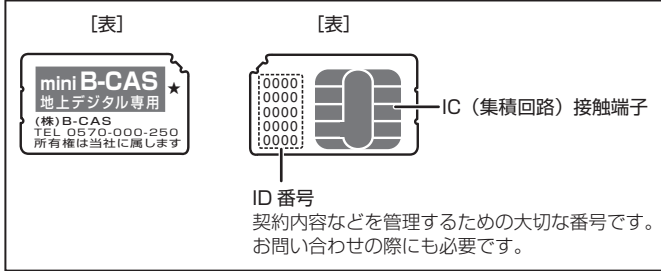 [表]
[表]
mini B-CAS ★
地上デジタル専用
(株)B-CAS
TEL 0570-000-250
所有権は当社に属します
0000
0000
0000
0000
0000
IC（集積回路）接触端子
ID 番号
契約内容などを管理するための大切な番号です。
お問い合わせの際にも必要です。